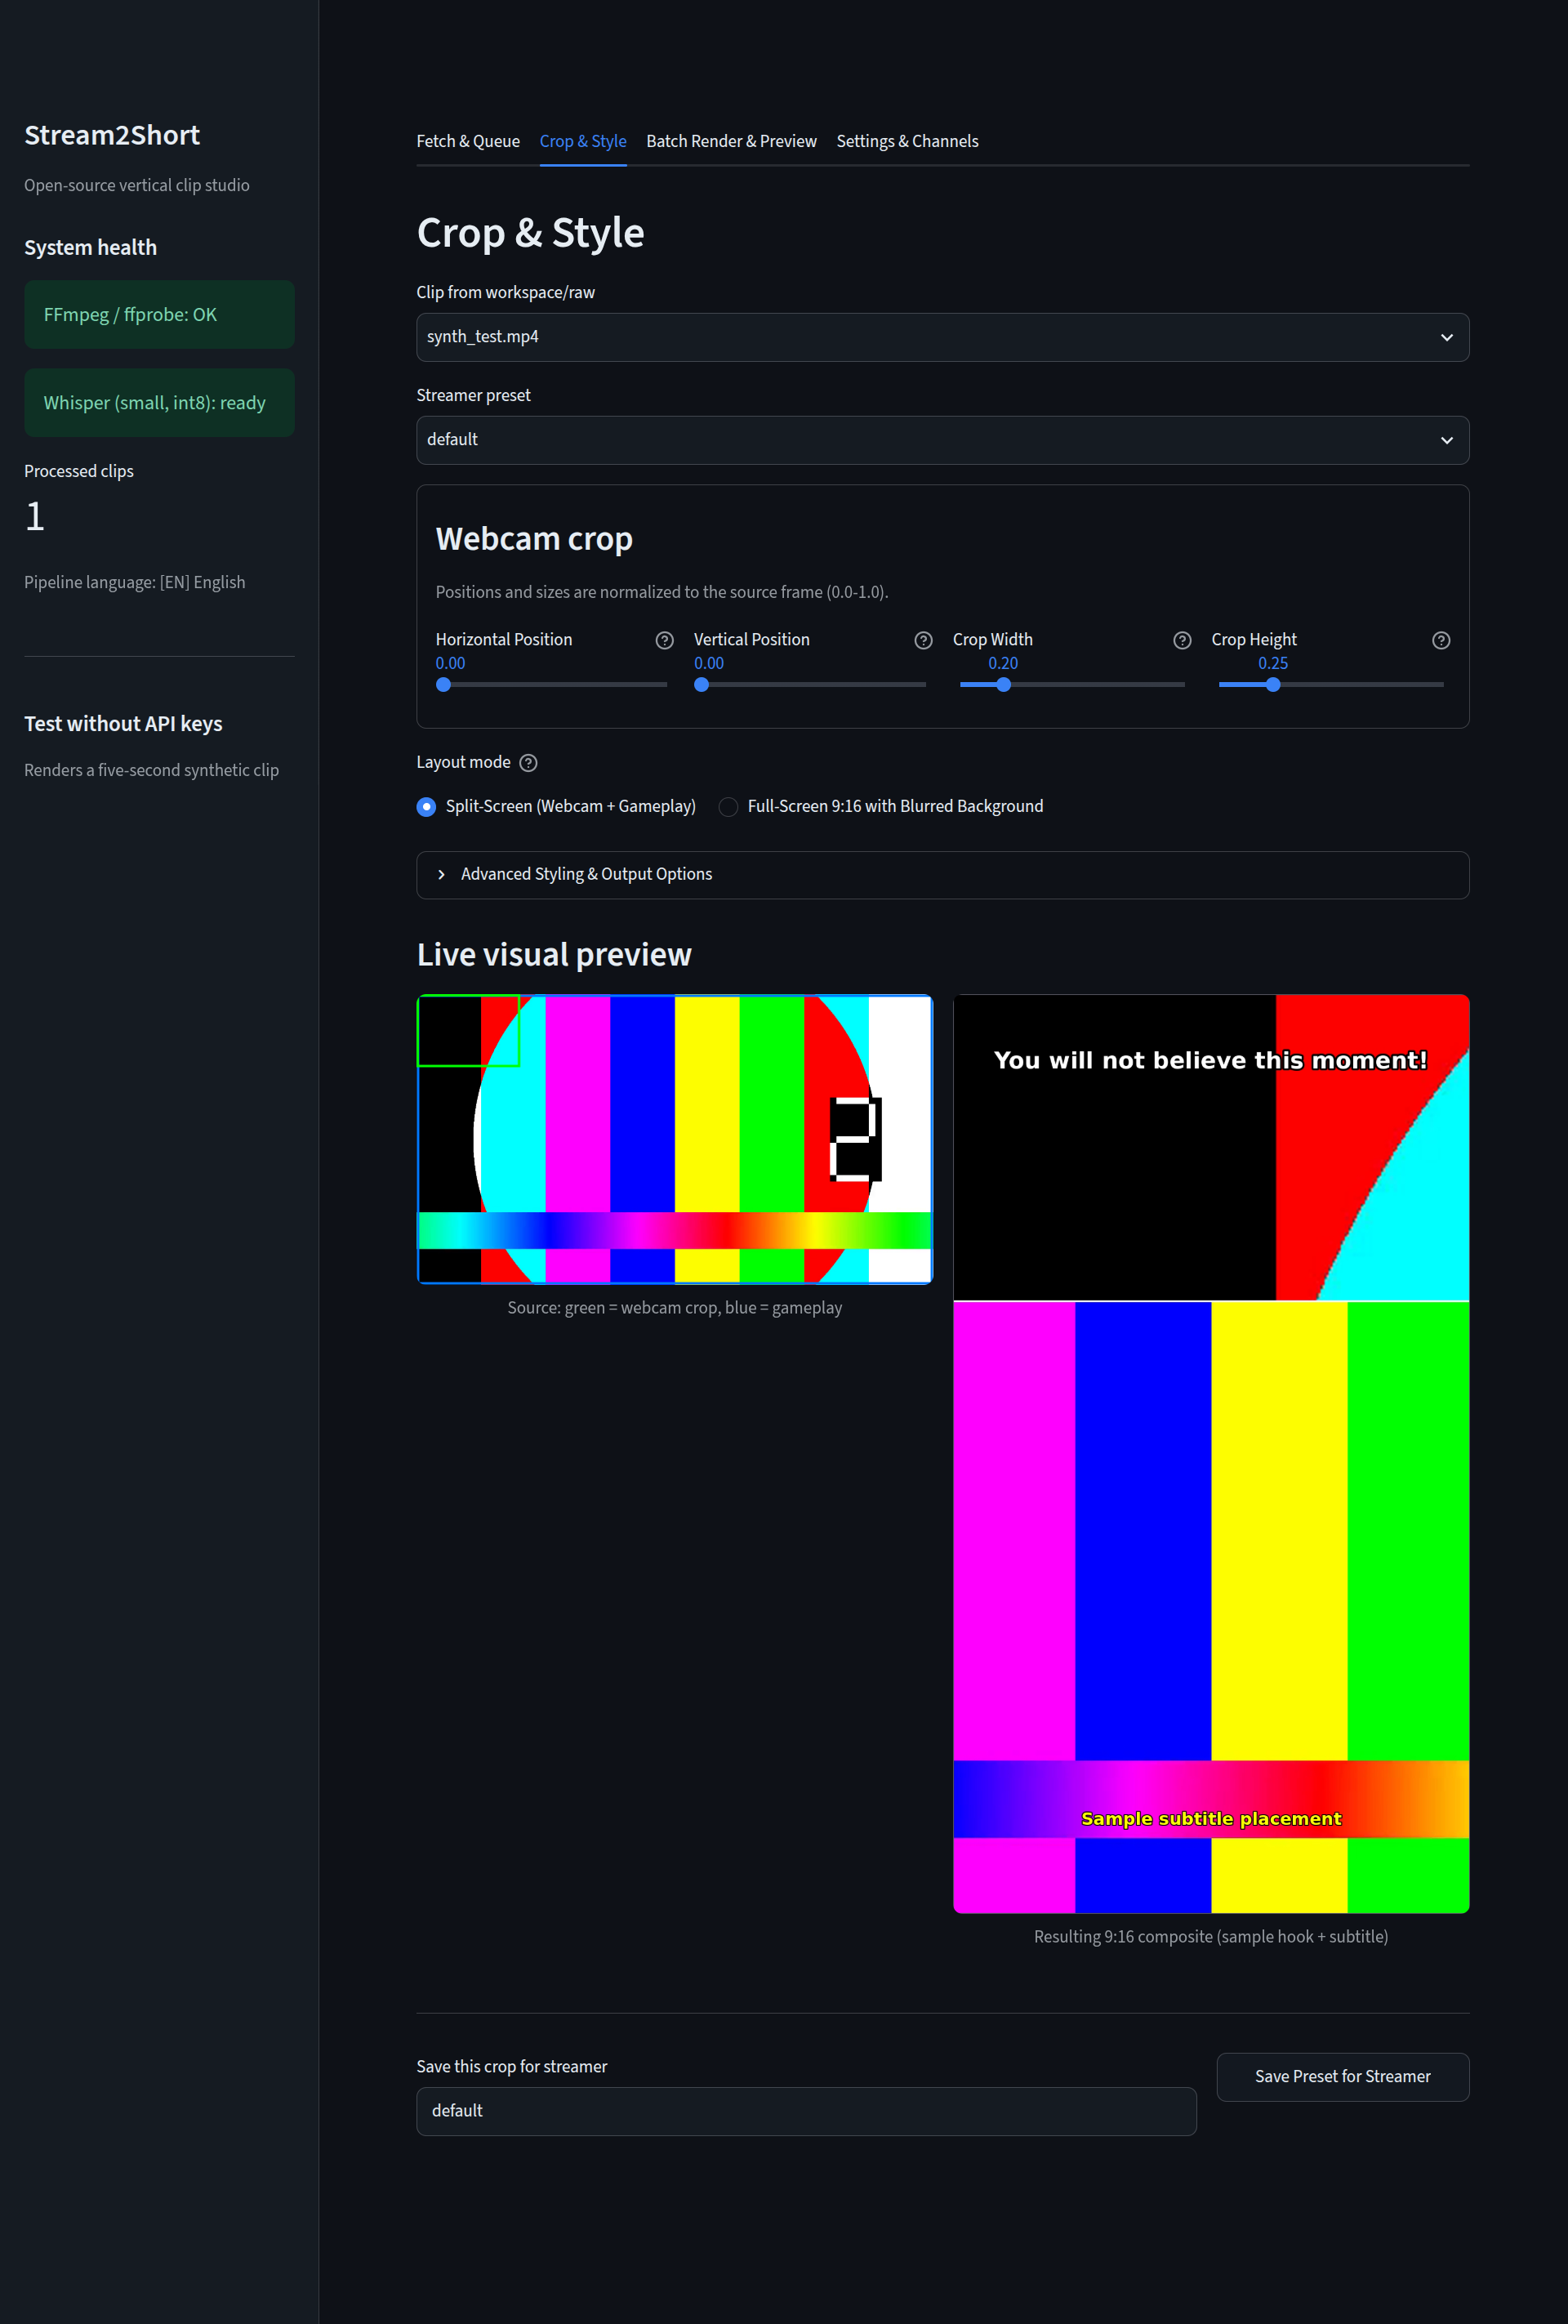 Stream2Short
Open-source vertical clip studio
System health
FFmpeg / ffprobe: OK
Whisper (small, int8): ready
Processed clips
1
Pipeline language: [EN] English
Test without API keys
Renders a five-second synthetic clip
Fetch & Queue Crop & Style Batch Render & Preview Settings & Channels
Crop & Style
Clip from workspace/raw
synth_test.mp4
Streamer preset
default
Webcam crop
Positions and sizes are normalized to the source frame (0.0-1.0).
Horizontal Position Vertical Position Crop Width Crop Height
0.00 0.00 0.20 0.25
Layout mode
Split-Screen (Webcam + Gameplay) Full-Screen 9:16 with Blurred Background
Advanced Styling & Output Options
Live visual preview
2
Source: green = webcam crop, blue = gameplay
You will not believe this moment!
Sample subtitle placement
Resulting 9:16 composite (sample hook + subtitle)
Save this crop for streamer
default
Save Preset for Streamer